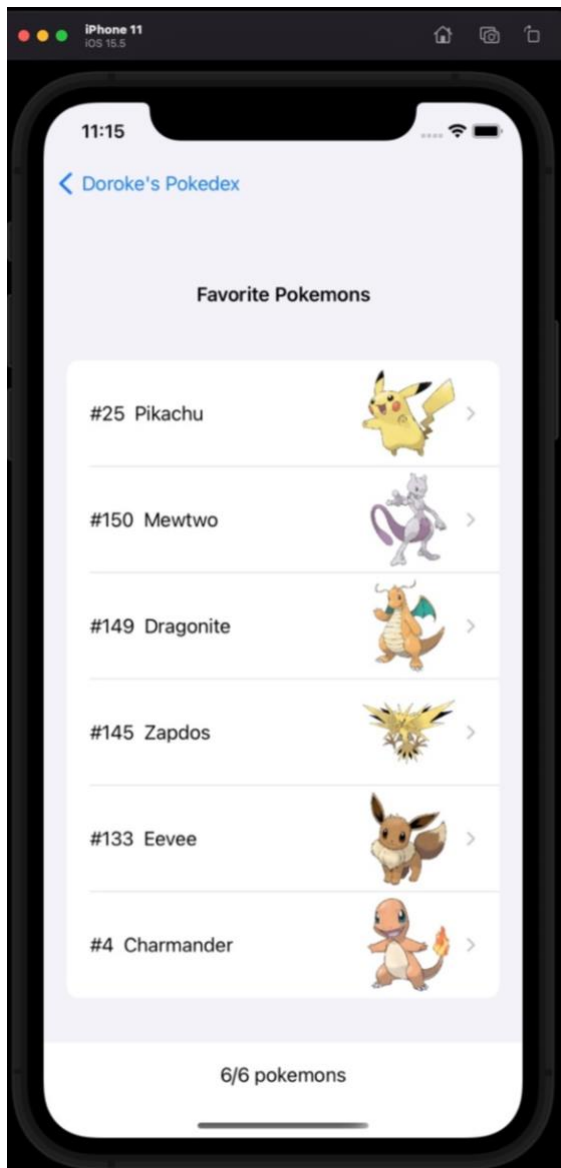 iPhone 11
iOS 15.5
11:15
Doroke's Pokedex
Favorite Pokemons
#25 Pikachu
#150 Mewtwo
#149 Dragonite
#145 Zapdos
#133 Eevee
#4 Charmander
6/6 pokemons